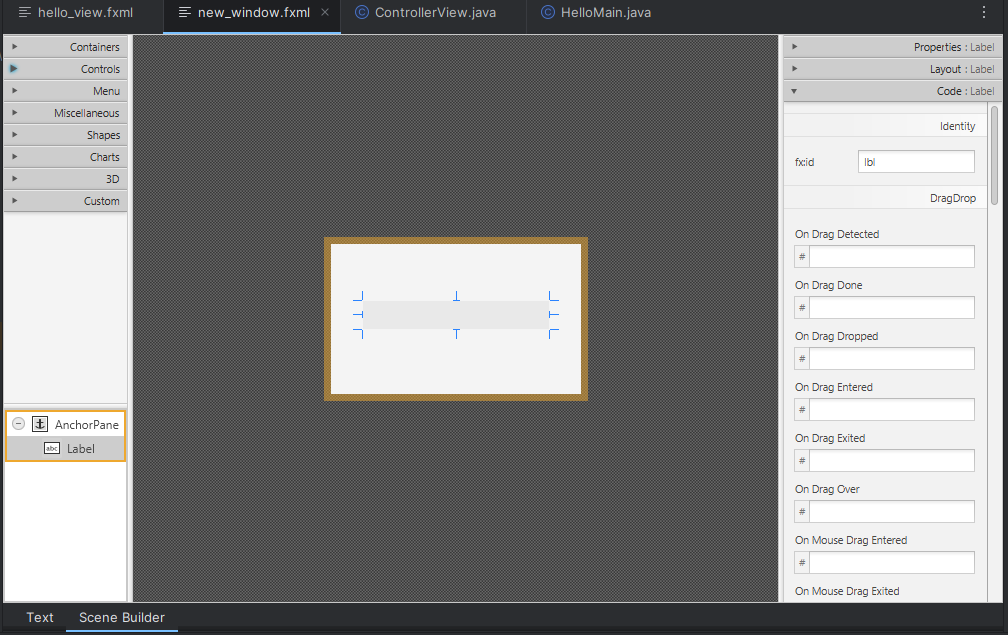 hello_view.fxml
new_window.fxml
ControllerView.java
HelloMain.java
Containers
Controls
Menu
Miscellaneous
Shapes
Charts
3D
Custom
AnchorPane
abc Label
Properties : Label
Layout : Label
Code : Label
Identity
fx:id
lbl
DragDrop
On Drag Detected
#
On Drag Done
#
On Drag Dropped
#
On Drag Entered
#
On Drag Exited
#
On Drag Over
#
On Mouse Drag Entered
#
On Mouse Drag Exited
Text
Scene Builder